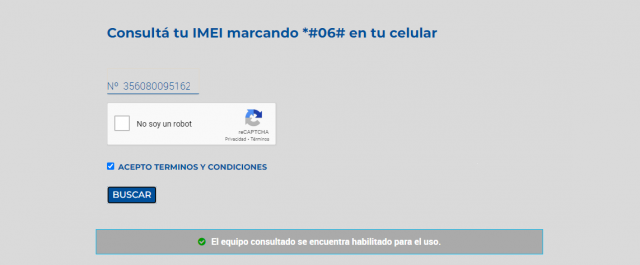 Consultá tu IMEI marcando *#06# en tu celular
Nº 356080095162
No soy un robot
reCAPTCHA
Privacidad - Términos
ACEPTO TERMINOS Y CONDICIONES
BUSCAR
El equipo consultado se encuentra habilitado para el uso.